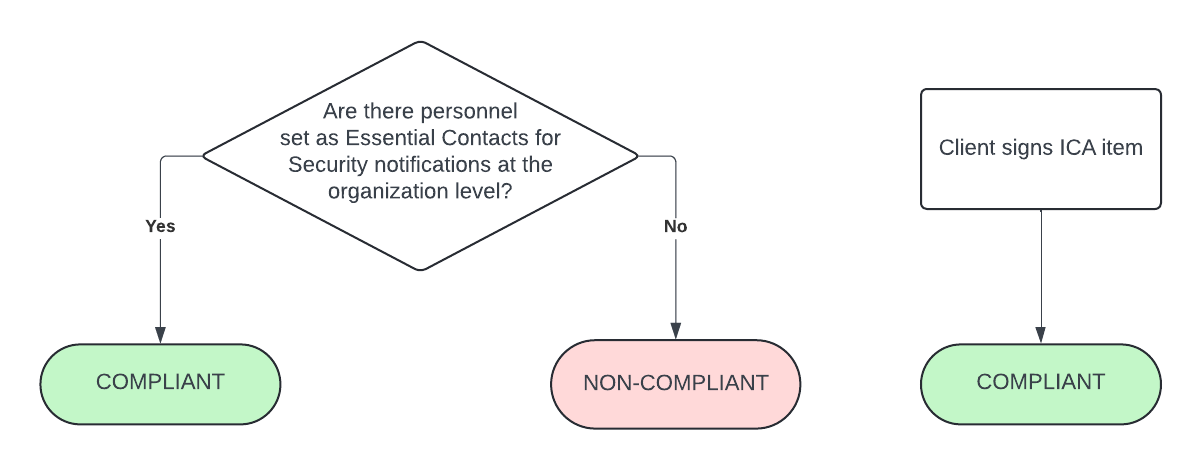 Are there personnel
set as Essential Contacts for
Security notifications at the
organization level?
Client signs ICA item
Yes
No
COMPLIANT
NON-COMPLIANT
COMPLIANT